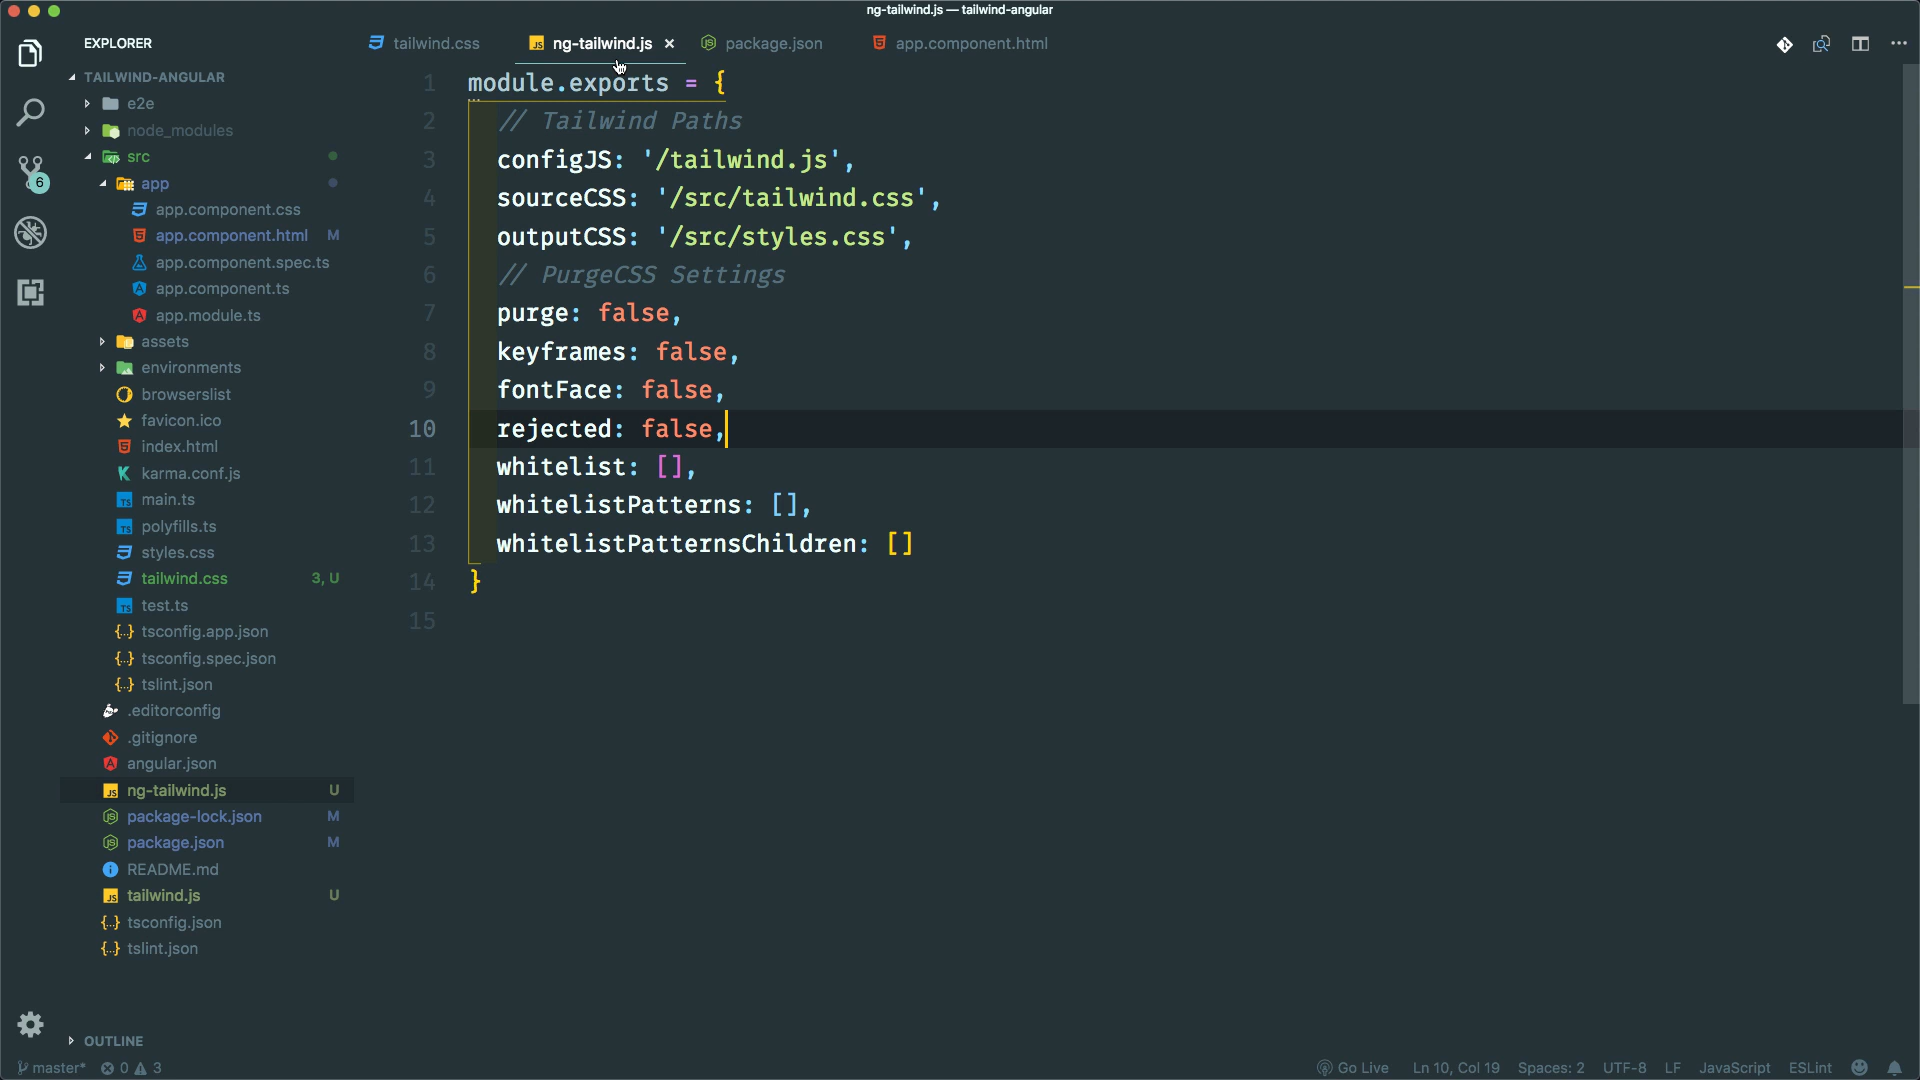 ng-tailwind.js — tailwind-angular
EXPLORER
tailwind.css
ng-tailwind.js
package.json
app.component.html
TAILWIND-ANGULAR
e2e
node_modules
src
app
app.component.css
app.component.html M
app.component.spec.ts
app.component.ts
app.module.ts
assets
environments
browserslist
favicon.ico
index.html
karma.conf.js
main.ts
polyfills.ts
styles.css
tailwind.css 3, U
test.ts
tsconfig.app.json
tsconfig.spec.json
tslint.json
.editorconfig
.gitignore
angular.json
ng-tailwind.js U
package-lock.json M
package.json M
README.md
tailwind.js U
tsconfig.json
tslint.json
OUTLINE
6
1 module.exports = {
2 // Tailwind Paths
3 configJS: '/tailwind.js',
4 sourceCSS: '/src/tailwind.css',
5 outputCSS: '/src/styles.css',
6 // PurgeCSS Settings
7 purge: false,
8 keyframes: false,
9 fontFace: false,
10 rejected: false,
11 whitelist: [],
12 whitelistPatterns: [],
13 whitelistPatternsChildren: []
14 }
15
master* 0 3
Go Live Ln 10, Col 19 Spaces: 2 UTF-8 LF JavaScript ESLint